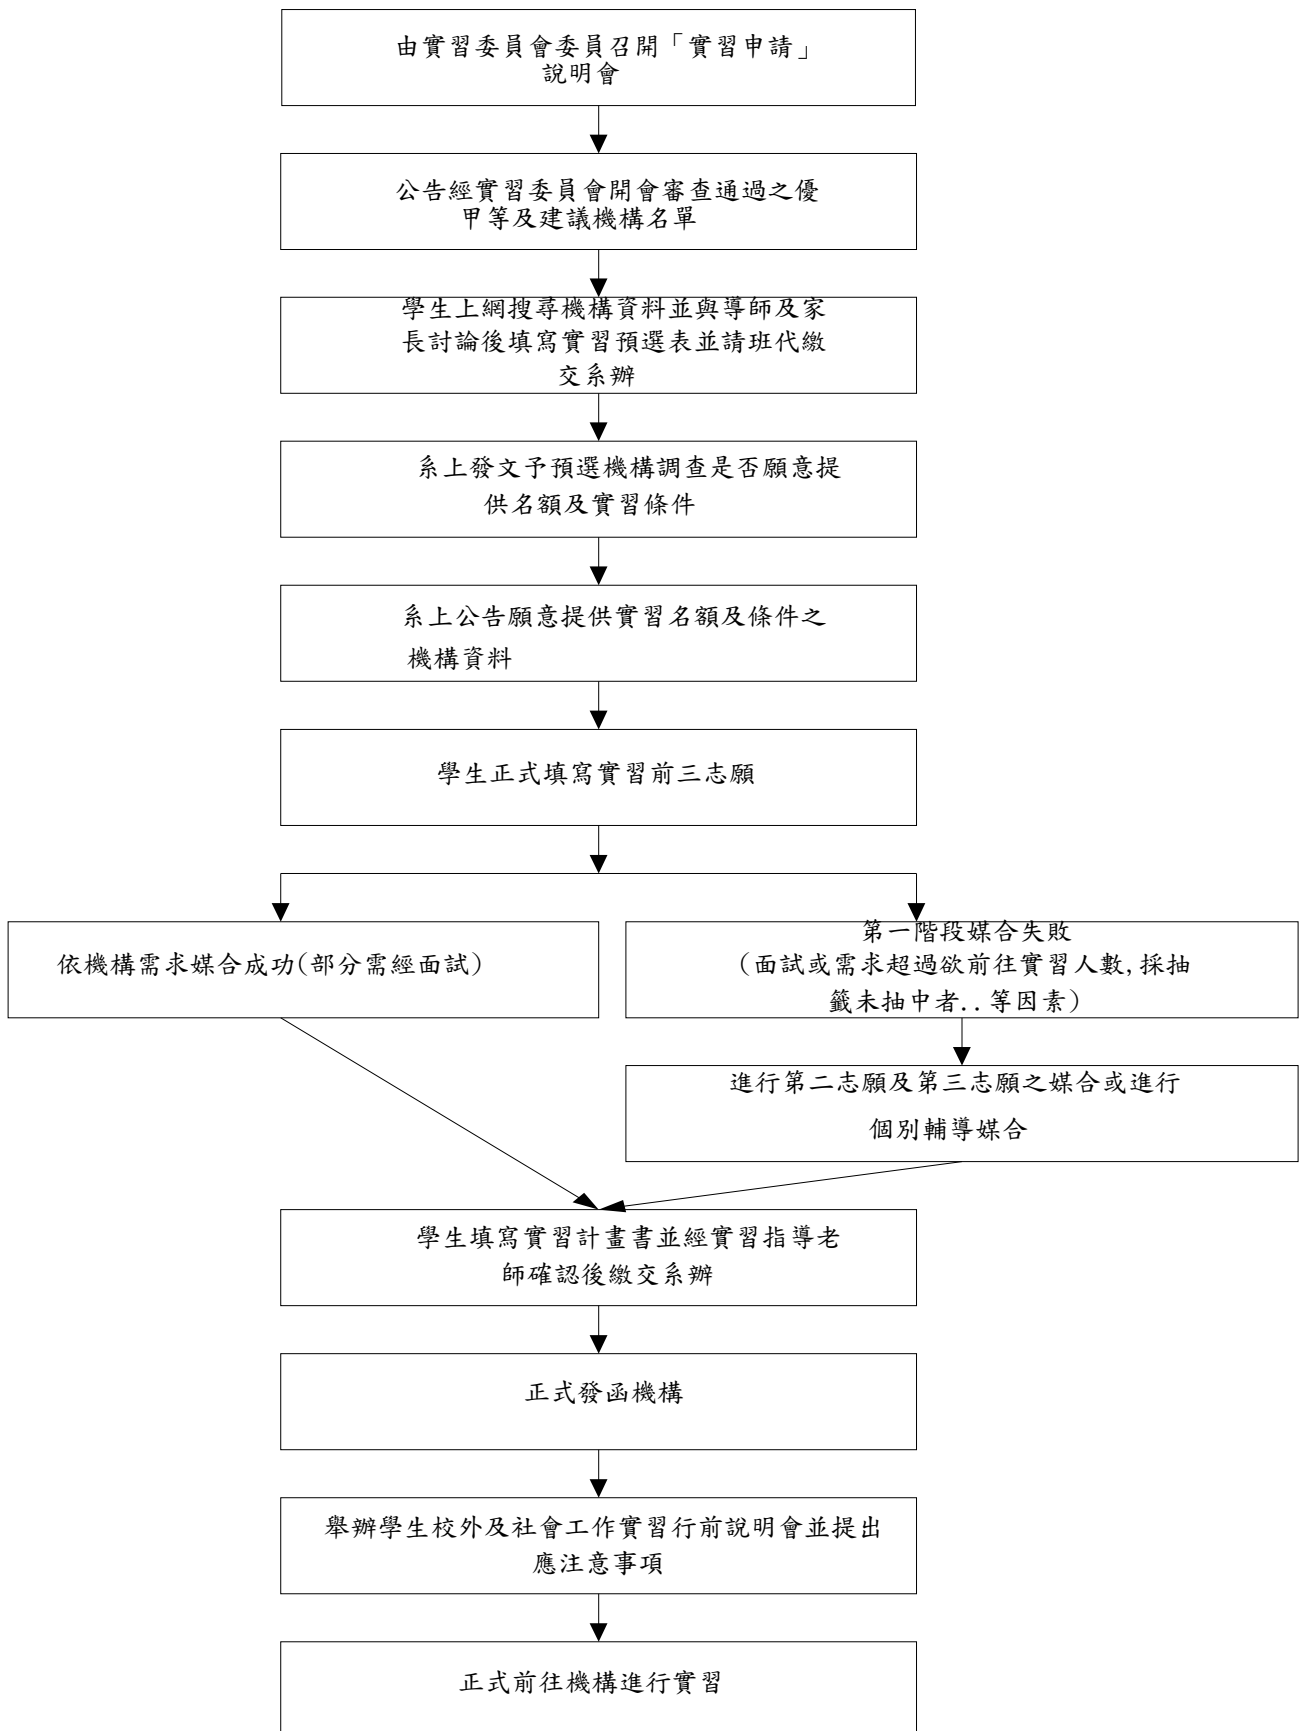 由實習委員會委員召開「實習申請」
說明會
公告經實習委員會開會審查通過之優
甲等及建議機構名單
學生上網搜尋機構資料並與導師及家
長討論後填寫實習預選表並請班代繳
交系辦
系上發文予預選機構調查是否願意提
供名額及實習條件
系上公告願意提供實習名額及條件之
機構資料
學生正式填寫實習前三志願
依機構需求媒合成功(部分需經面試)
第一階段媒合失敗
(面試或需求超過欲前往實習人數,採抽
籤未抽中者..等因素)
進行第二志願及第三志願之媒合或進行
個別輔導媒合
學生填寫實習計畫書並經實習指導老
師確認後繳交系辦
正式發函機構
舉辦學生校外及社會工作實習行前說明會並提出
應注意事項
正式前往機構進行實習